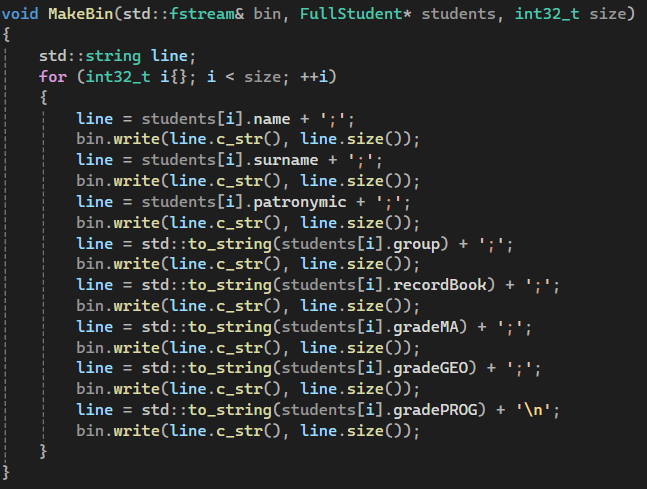 void MakeBin(std::fstream& bin, FullStudent* students, int32_t size)
{
    std::string line;
    for (int32_t i{}; i < size; ++i)
    {
        line = students[i].name + ';';
        bin.write(line.c_str(), line.size());
        line = students[i].surname + ';';
        bin.write(line.c_str(), line.size());
        line = students[i].patronymic + ';';
        bin.write(line.c_str(), line.size());
        line = std::to_string(students[i].group) + ';';
        bin.write(line.c_str(), line.size());
        line = std::to_string(students[i].recordBook) + ';';
        bin.write(line.c_str(), line.size());
        line = std::to_string(students[i].gradeMA) + ';';
        bin.write(line.c_str(), line.size());
        line = std::to_string(students[i].gradeGEO) + ';';
        bin.write(line.c_str(), line.size());
        line = std::to_string(students[i].gradePROG) + '\n';
        bin.write(line.c_str(), line.size());
    }
}